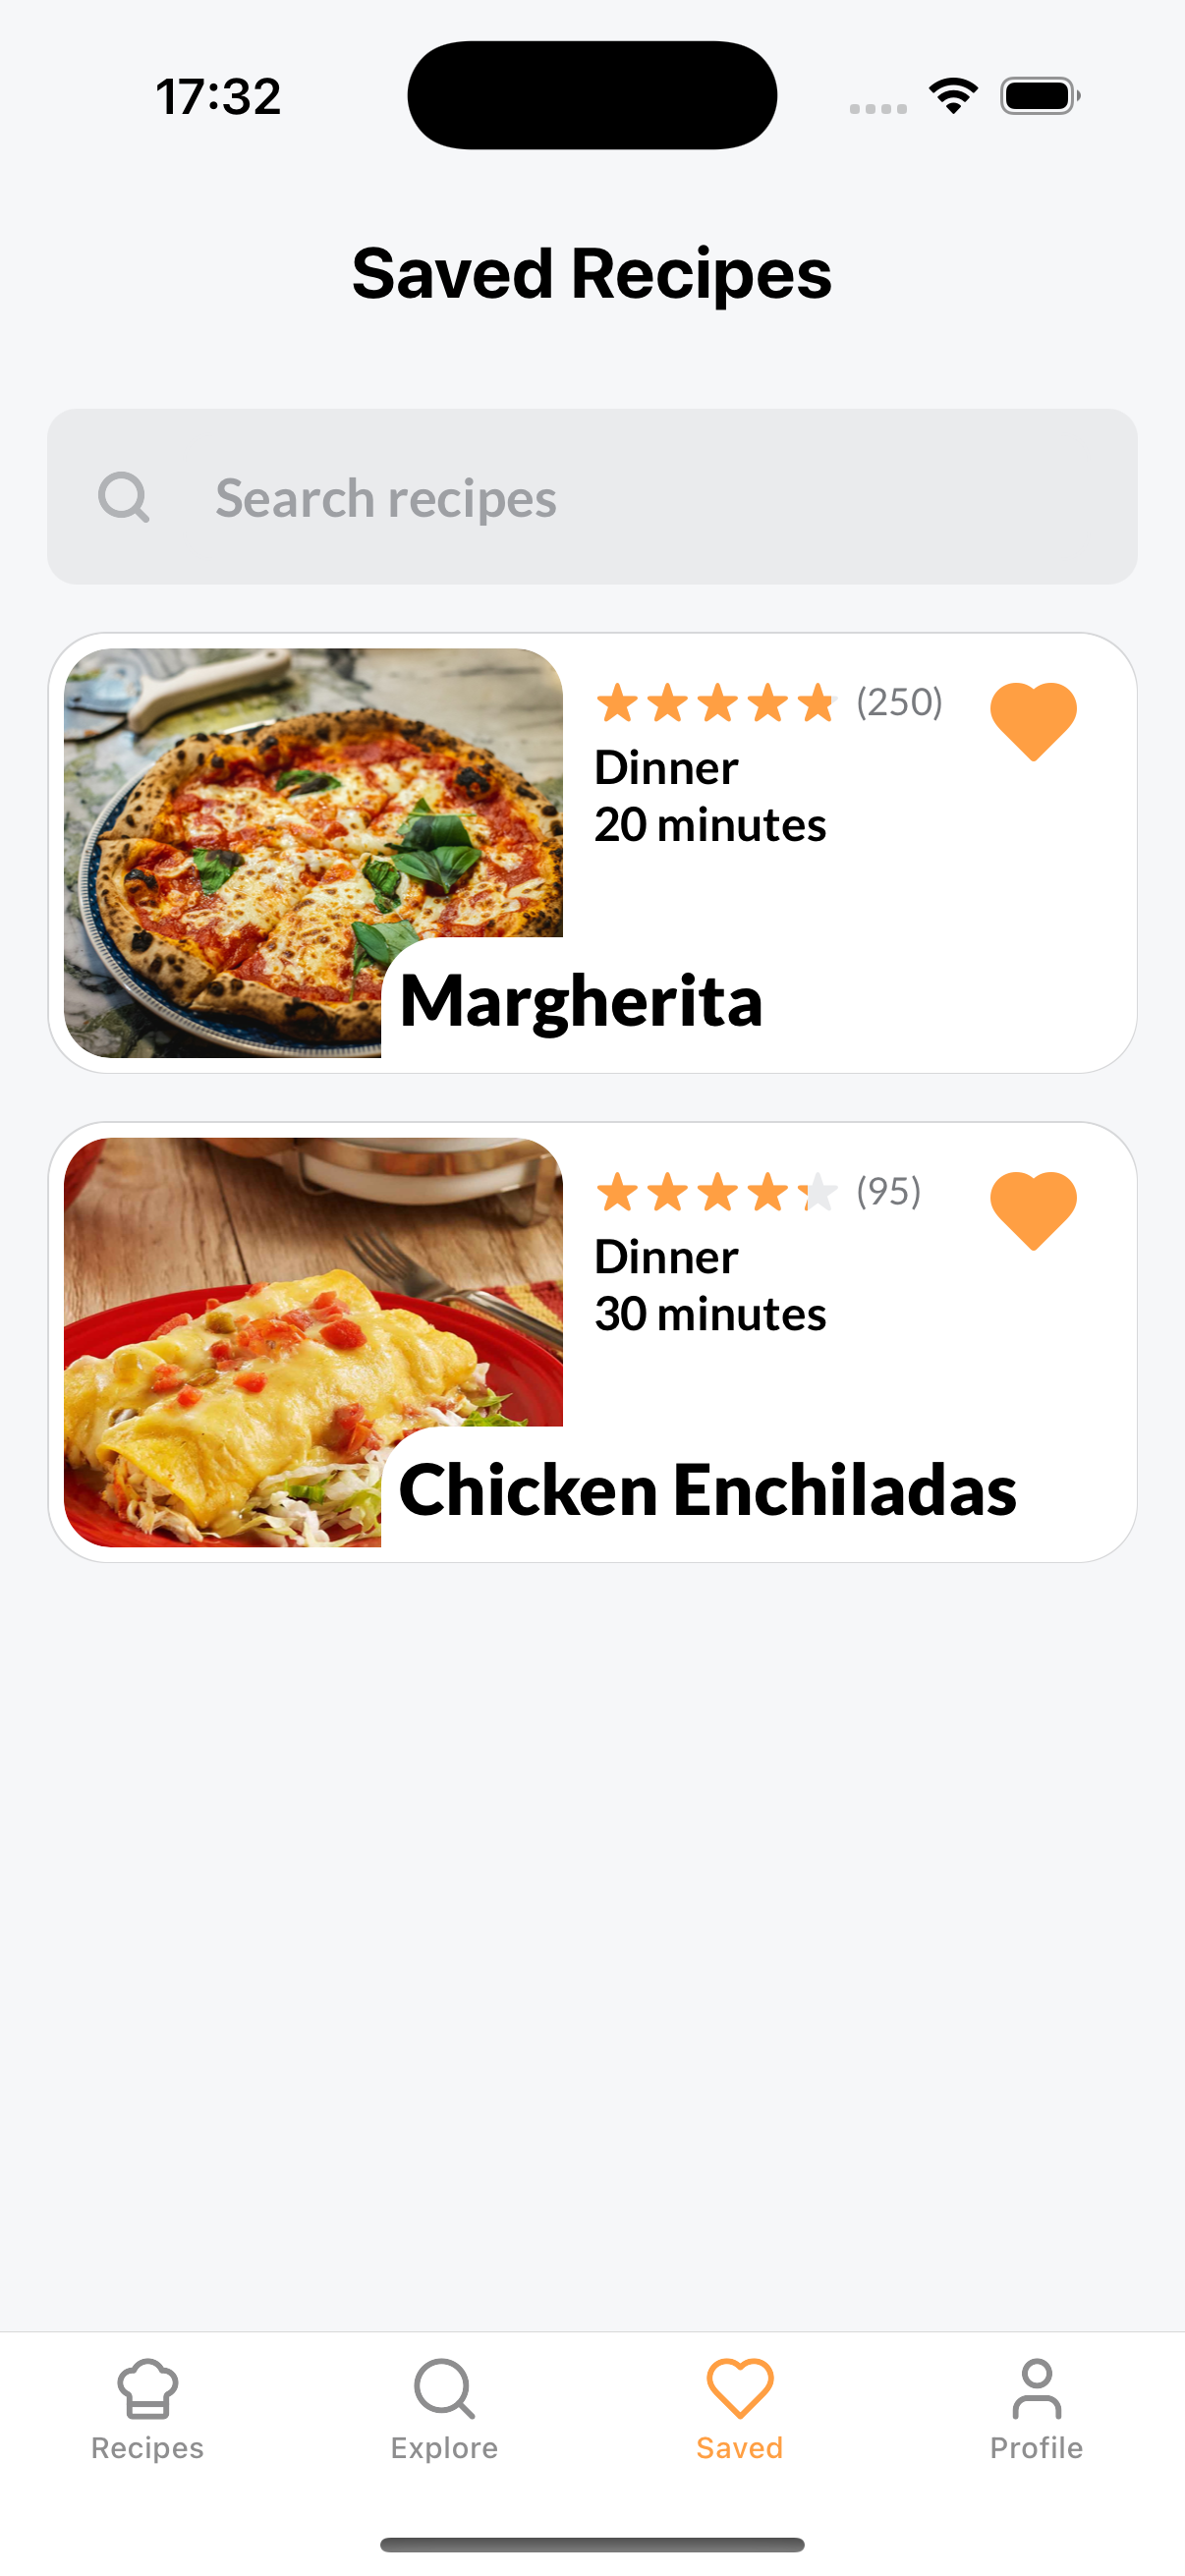 17:32
Saved Recipes
Search recipes
(250)
Dinner
20 minutes
Margherita
(95)
Dinner
30 minutes
Chicken Enchiladas
Recipes
Explore
Saved
Profile